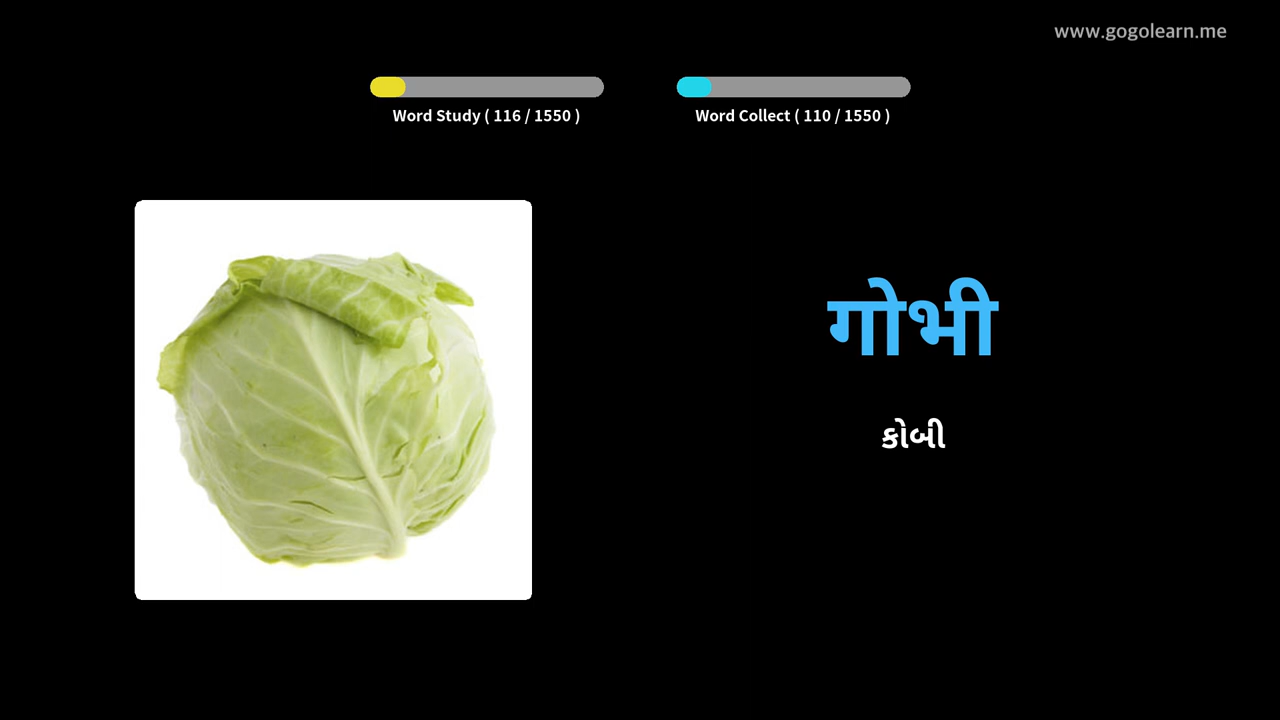 www.gogolearn.me
Word Study ( 116 / 1550 )
Word Collect ( 110 / 1550 )
गोभी
કોબી